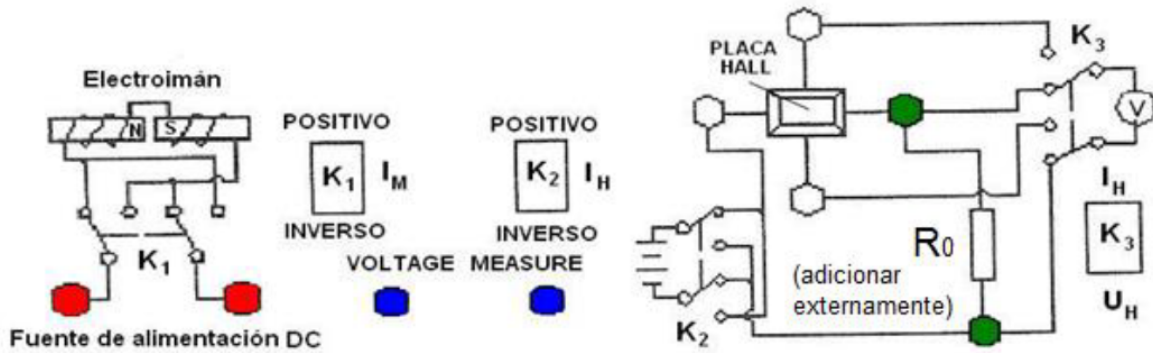 Electroimán
N
S
K1
Fuente de alimentación DC
POSITIVO
K1
IM
INVERSO
POSITIVO
K2
IH
INVERSO
VOLTAGE MEASURE
PLACA
HALL
K3
V
IH
K3
UH
R0
(adicionar
externamente)
K2